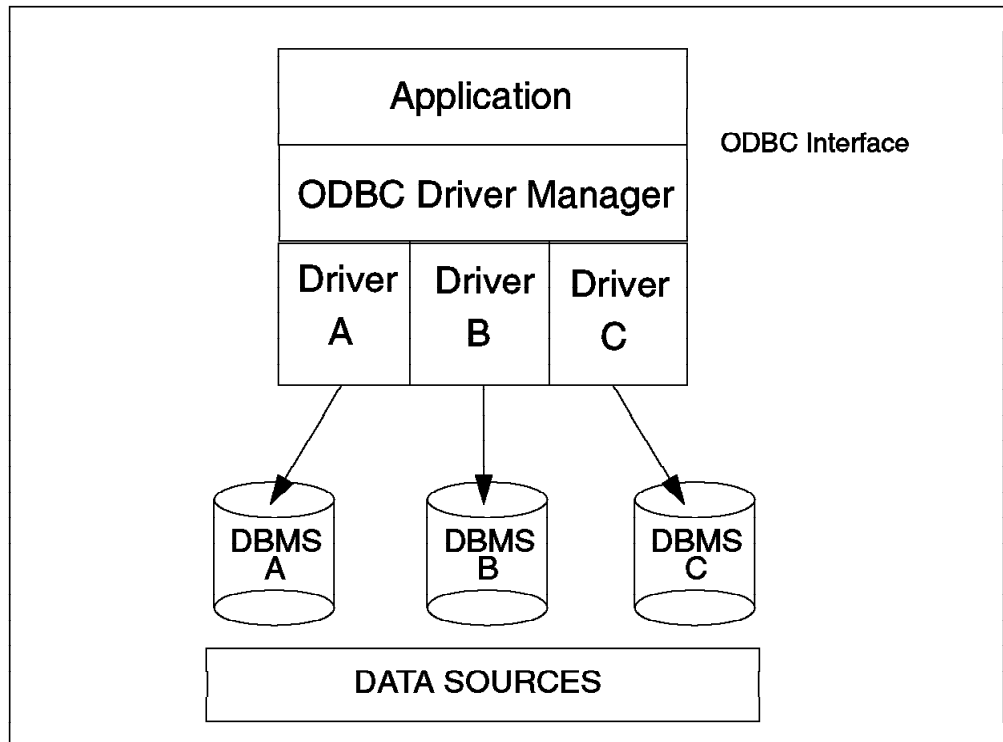 Application
ODBC Interface
ODBC Driver Manager
Driver
A
Driver
B
Driver
C
DBMS
A
DBMS
B
DBMS
C
DATA SOURCES